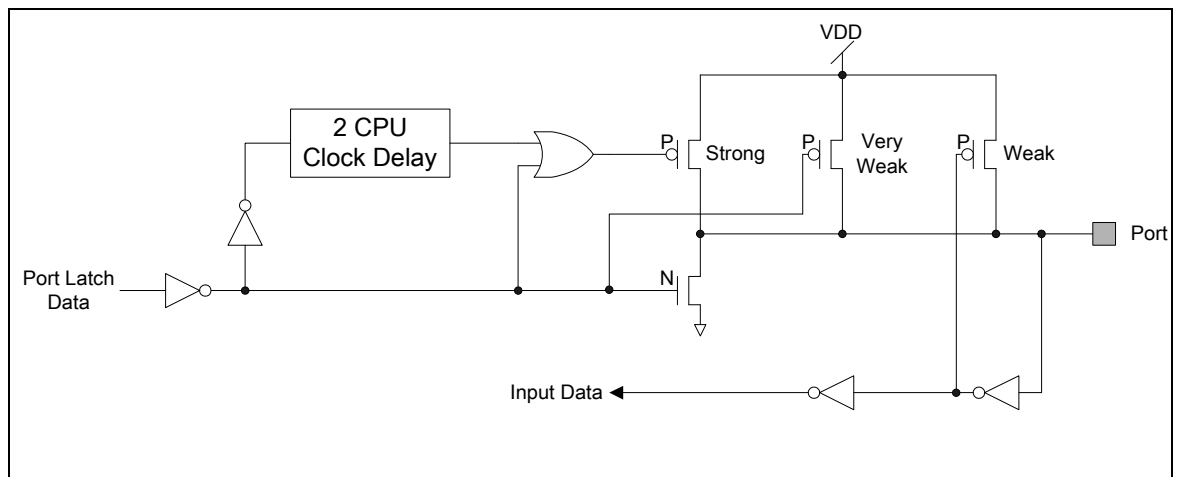 VDD
2 CPU
Clock Delay
P
Strong
P
Very
Weak
P
Weak
Port
Port Latch
Data
N
Input Data